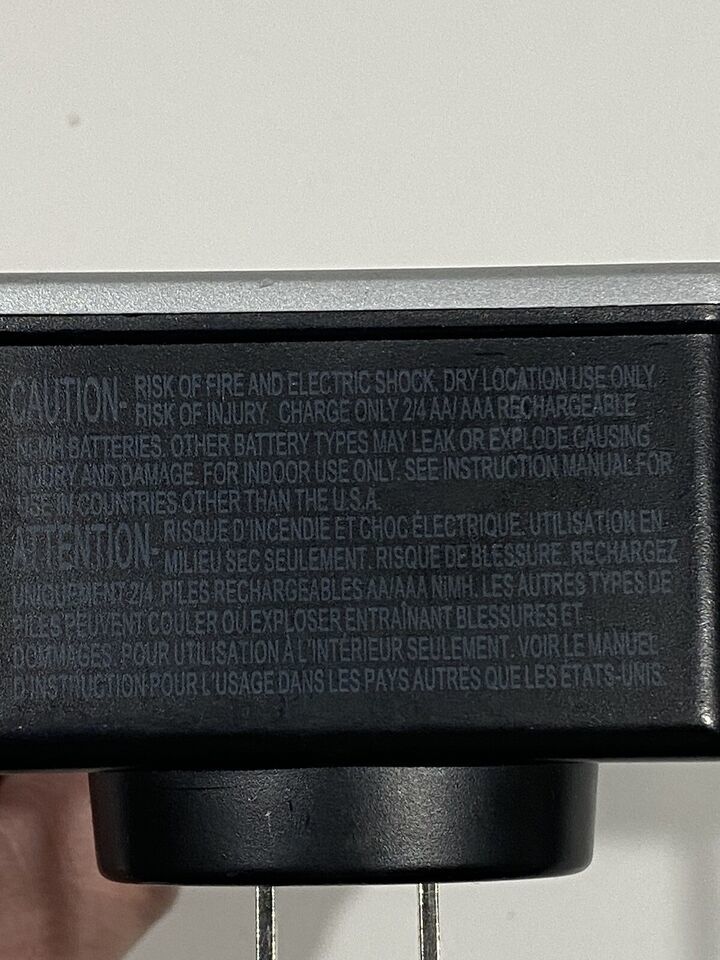 CAUTION- RISK OF FIRE AND ELECTRIC SHOCK. DRY LOCATION USE ONLY.
RISK OF INJURY. CHARGE ONLY 2/4 AA/ AAA RECHARGEABLE
NI-MH BATTERIES. OTHER BATTERY TYPES MAY LEAK OR EXPLODE CAUSING
INJURY AND DAMAGE. FOR INDOOR USE ONLY. SEE INSTRUCTION MANUAL FOR
USE IN COUNTRIES OTHER THAN THE U.S.A.
ATTENTION- RISQUE D'INCENDIE ET CHOC ÉLECTRIQUE. UTILISATION EN
MILIEU SEC SEULEMENT. RISQUE DE BLESSURE. RECHARGEZ
UNIQUEMENT 2/4 PILES RECHARGEABLES AA/AAA NIMH. LES AUTRES TYPES DE
PILES PEUVENT COULER OU EXPLOSER ENTRAÎNANT BLESSURES ET
DOMMAGES. POUR UTILISATION À L'INTÉRIEUR SEULEMENT. VOIR LE MANUEL
D'INSTRUCTION POUR L'USAGE DANS LES PAYS AUTRES QUE LES ÉTATS-UNIS.